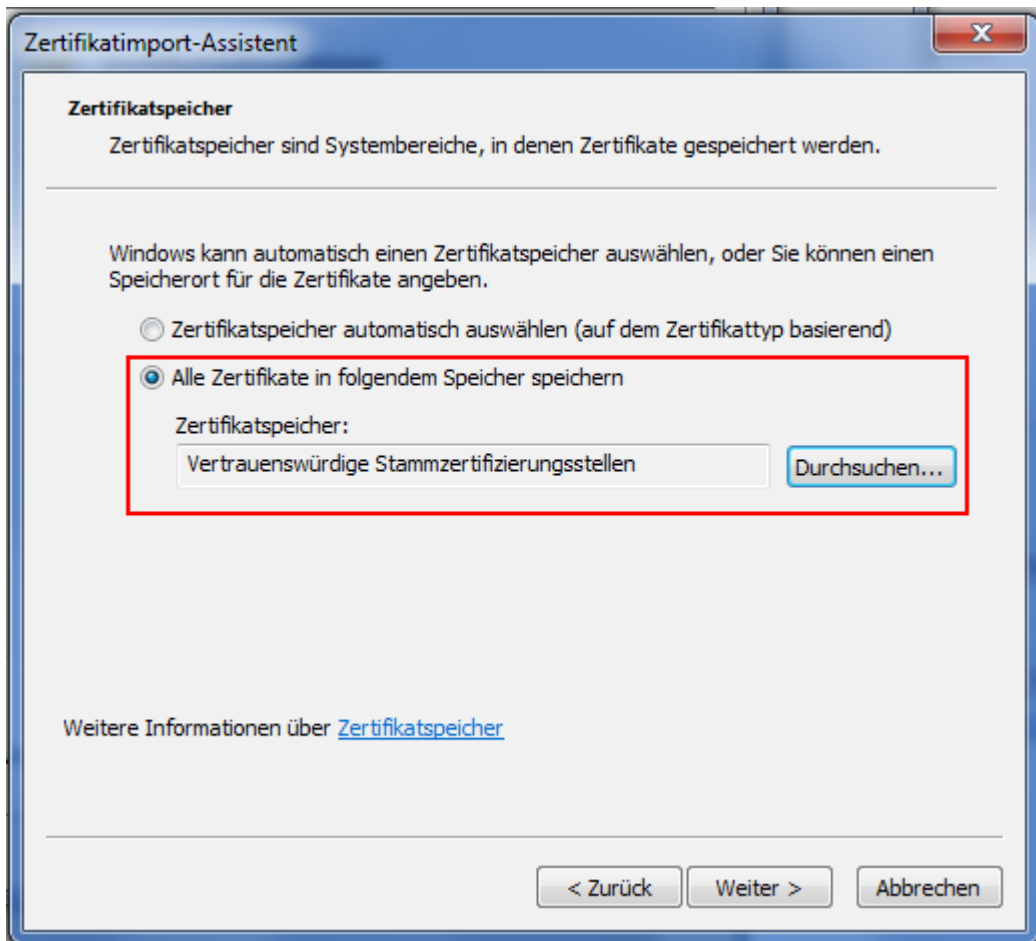 Zertifikatimport-Assistent
Zertifikatspeicher
Zertifikatspeicher sind Systembereiche, in denen Zertifikate gespeichert werden.
Windows kann automatisch einen Zertifikatspeicher auswählen, oder Sie können einen
Speicherort für die Zertifikate angeben.
Zertifikatspeicher automatisch auswählen (auf dem Zertifikattyp basierend)
Alle Zertifikate in folgendem Speicher speichern
Zertifikatspeicher:
Vertrauenswürdige Stammzertifizierungsstellen
Durchsuchen...
Weitere Informationen über Zertifikatspeicher
< Zurück
Weiter >
Abbrechen